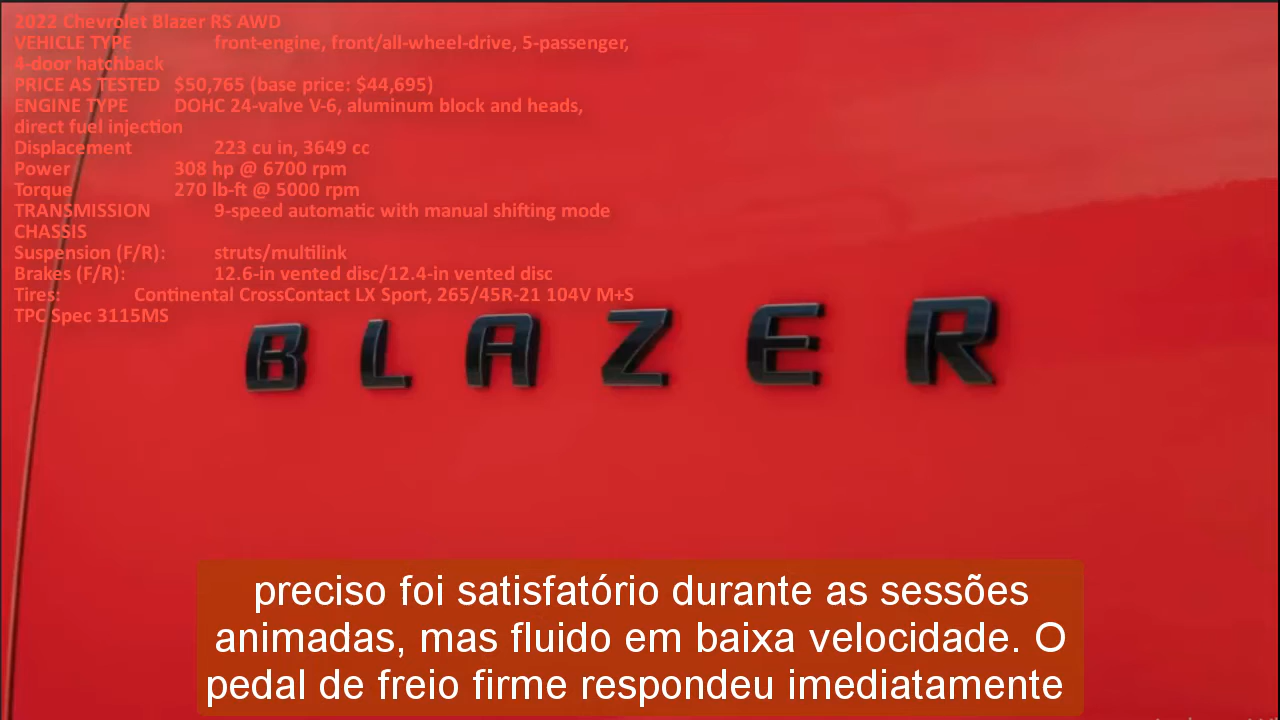 2022 Chevrolet Blazer RS AWD
VEHICLE TYPE front-engine, front/all-wheel-drive, 5-passenger,
4-door hatchback
PRICE AS TESTED $50,765 (base price: $44,695)
ENGINE TYPE DOHC 24-valve V-6, aluminum block and heads,
direct fuel injection
Displacement 223 cu in, 3649 cc
Power 308 hp @ 6700 rpm
Torque 270 lb-ft @ 5000 rpm
TRANSMISSION 9-speed automatic with manual shifting mode
CHASSIS
Suspension (F/R): struts/multilink
Brakes (F/R): 12.6-in vented disc/12.4-in vented disc
Tires: Continental CrossContact LX Sport, 265/45R-21 104V M+S
TPC Spec 3115MS
BLAZER
preciso foi satisfatório durante as sessões
animadas, mas fluido em baixa velocidade. O
pedal de freio firme respondeu imediatamente